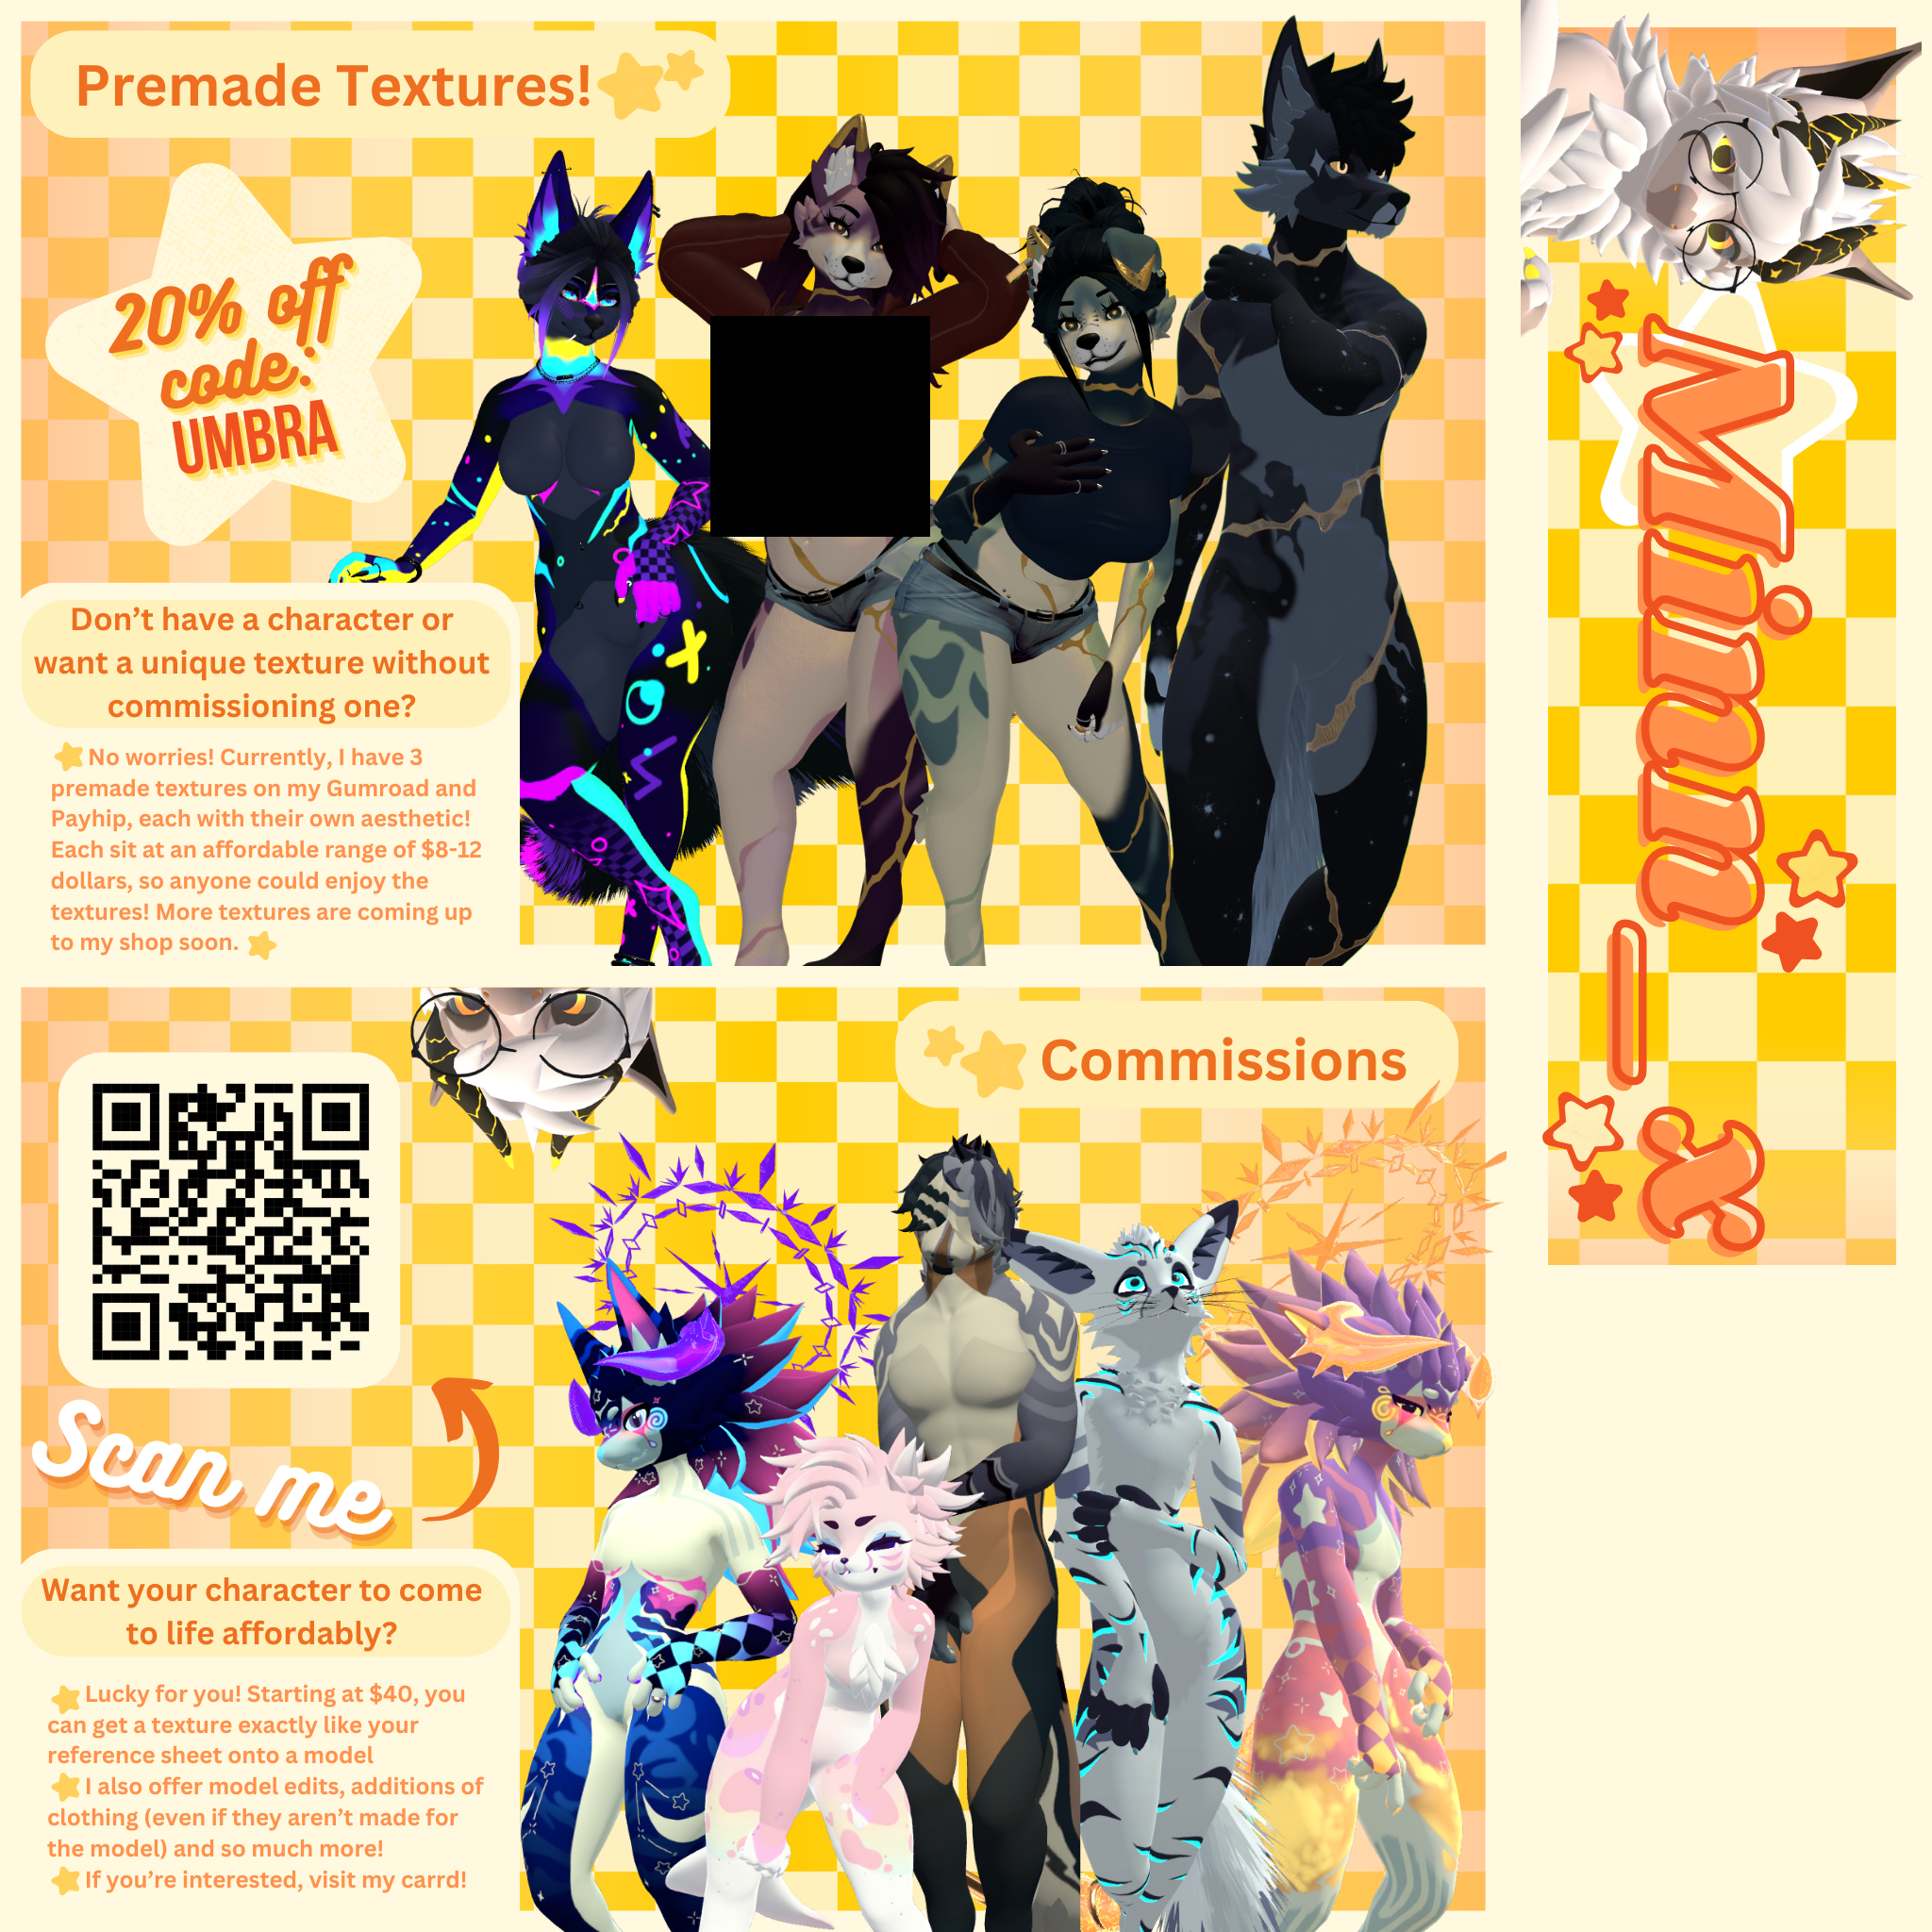 Premade Textures!
20% off
code:
UMBRA
Don't have a character or
want a unique texture without
commissioning one?
No worries! Currently, I have 3
premade textures on my Gumroad and
Payhip, each with their own aesthetic!
Each sit at an affordable range of $8-12
dollars, so anyone could enjoy the
textures! More textures are coming up
to my shop soon.
Commissions
Scan me
Want your character to come
to life affordably?
Lucky for you! Starting at $40, you
can get a texture exactly like your
reference sheet onto a model
I also offer model edits, additions of
clothing (even if they aren't made for
the model) and so much more!
If you're interested, visit my carrd!
Mimm_x